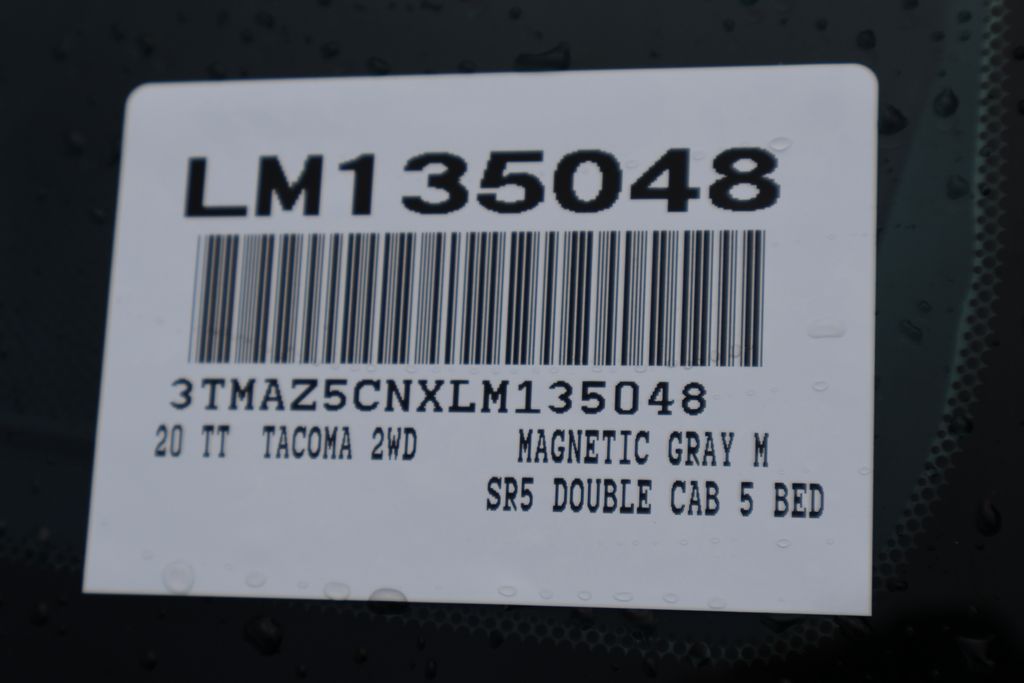 LM135048
3TMAZ5CNXLM135048
20 TT TACOMA 2WD MAGNETIC GRAY M
SR5 DOUBLE CAB 5 BED